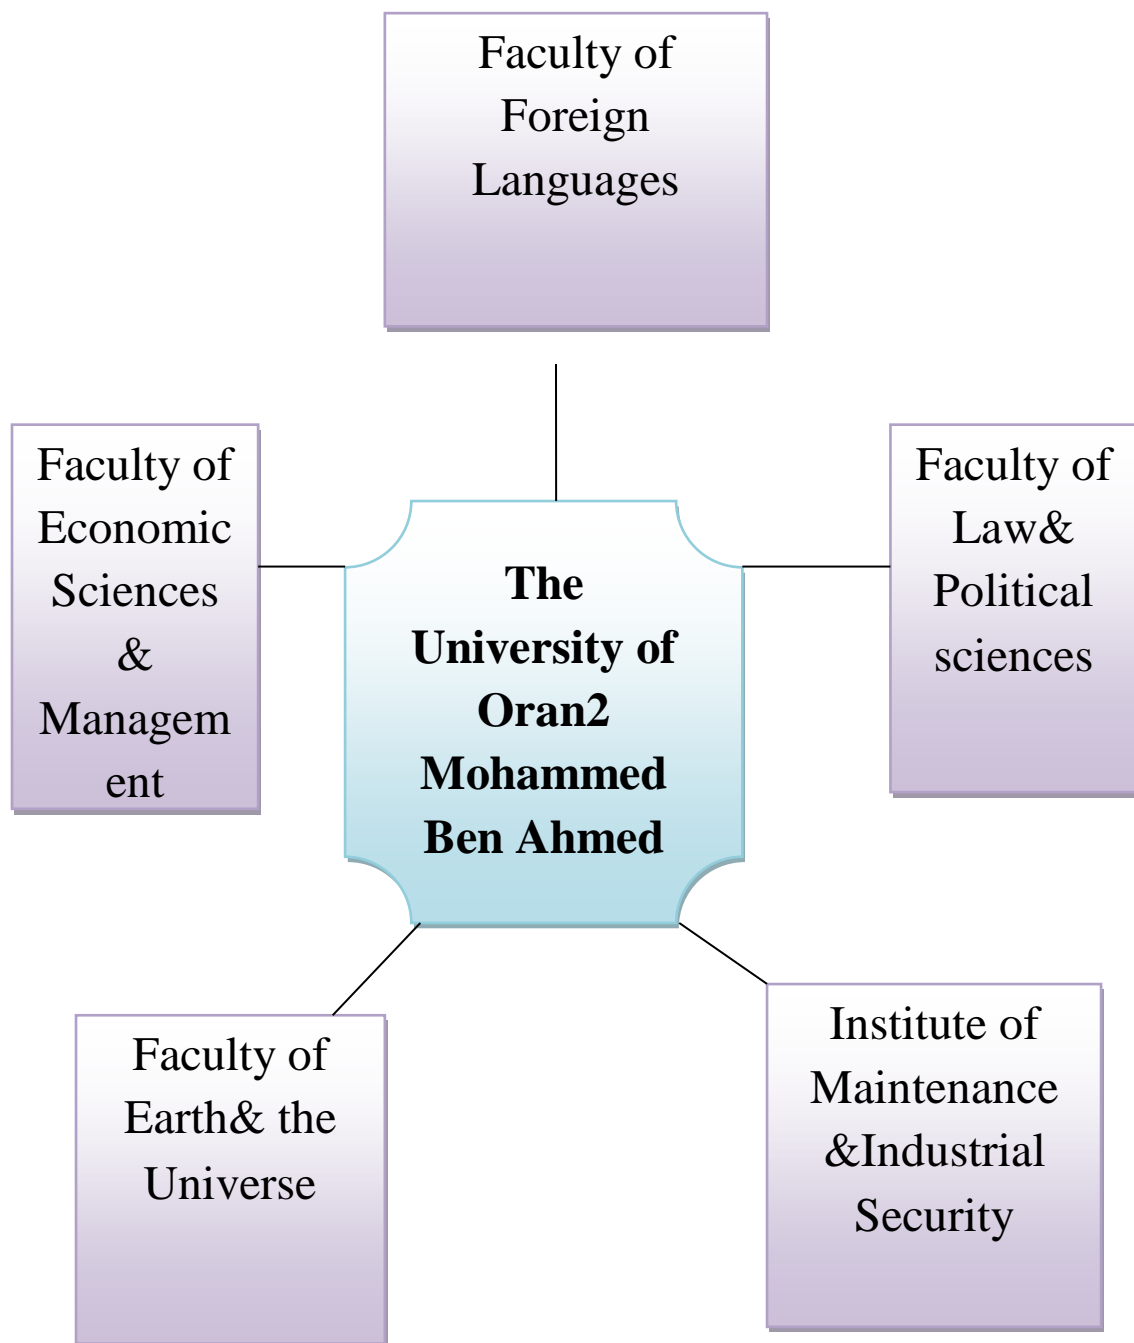 Faculty of
Foreign
Languages
Faculty of
Economic
Sciences
&
Managem
ent
The
University of
Oran2
Mohammed
Ben Ahmed
Faculty of
Law&
Political
sciences
Faculty of
Earth& the
Universe
Institute of
Maintenance
&Industrial
Security